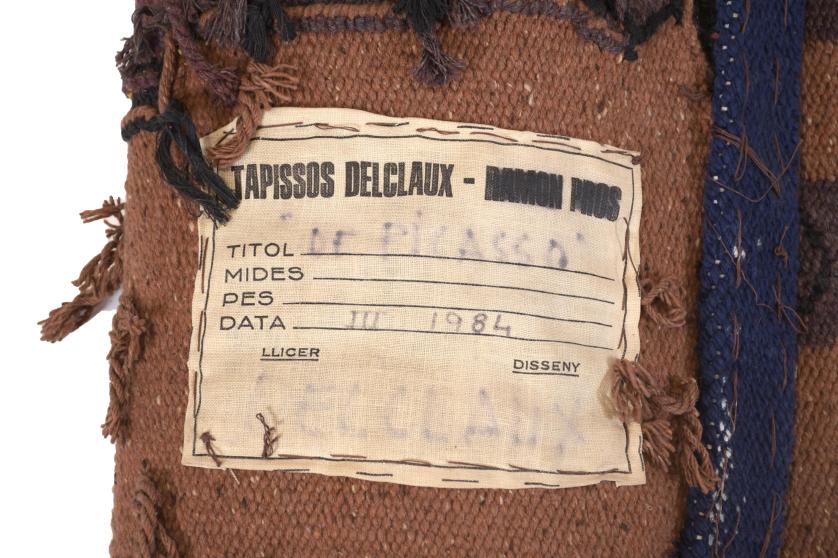 TAPISSOS DELCLAUX - RAMON PROS
TITOL "DE PICASSO"
MIDES
PES
DATA III 1984
LLICER
DISSENY
DELCLAUX